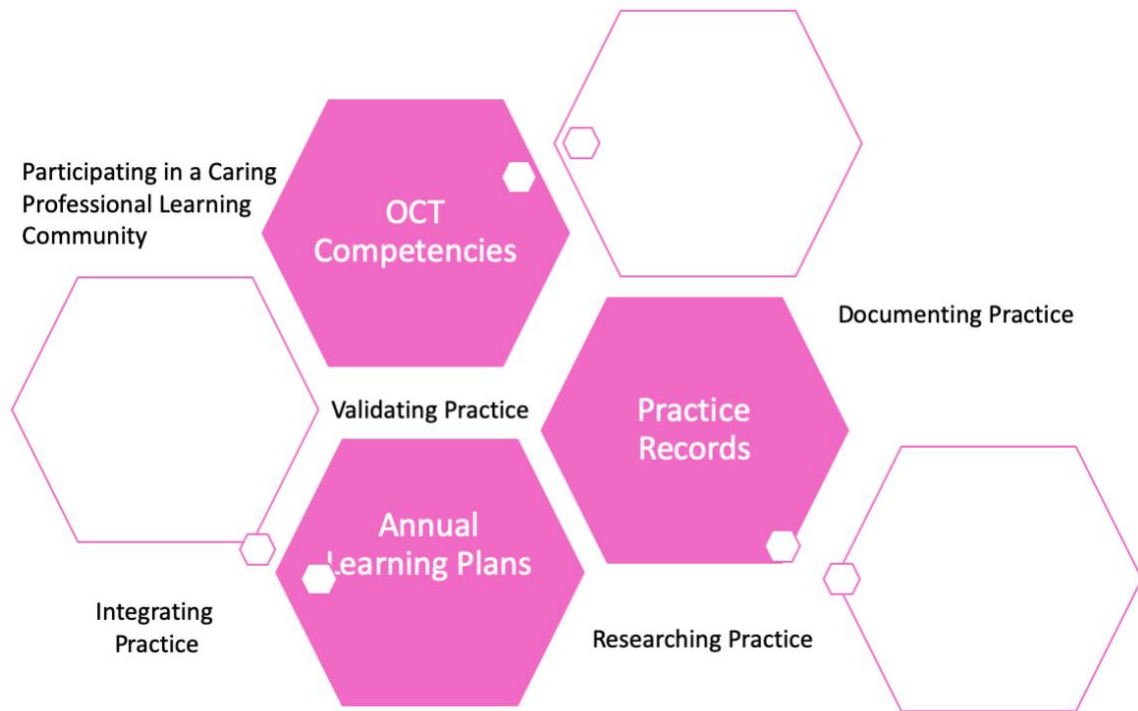 Participating in a Caring
Professional Learning
Community
OCT
Competencies
Documenting Practice
Validating Practice
Practice
Records
Annual
Learning Plans
Integrating
Practice
Researching Practice